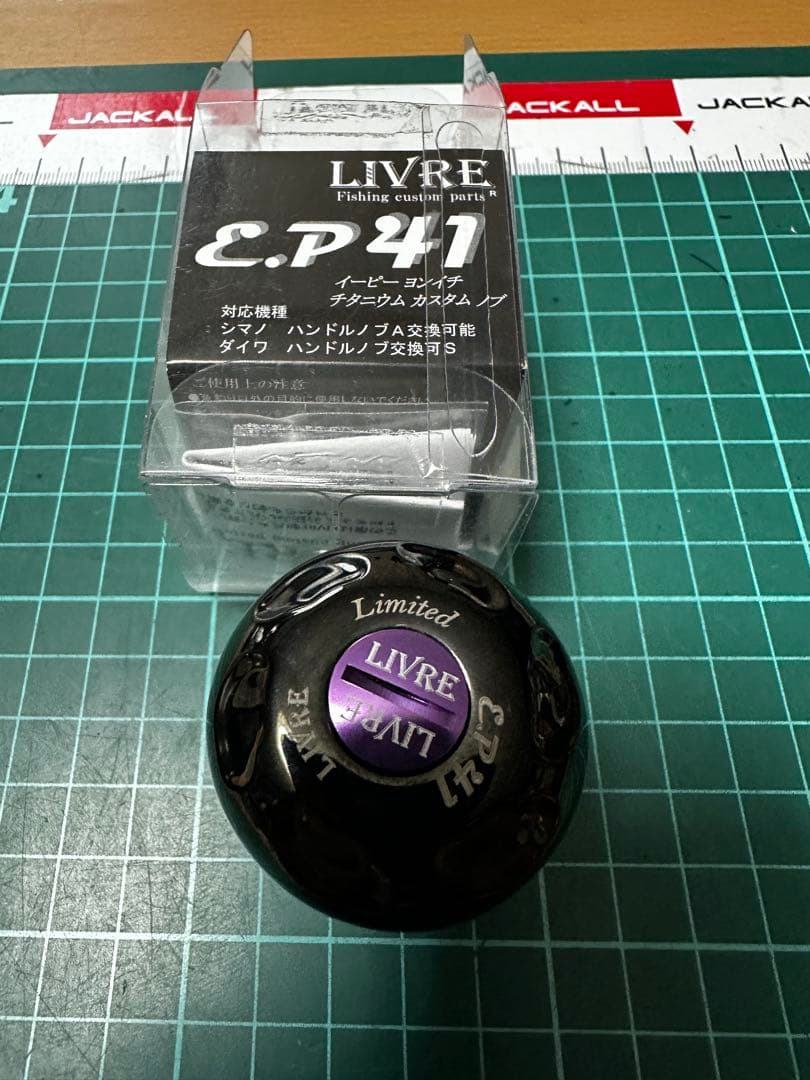 JACKALL
JACKALL
JACKALL
LIVRE
Fishing custom parts R
E.P 41
イーピー ヨンイチ
チタニウム カスタム ノブ
対応機種
シマノ ハンドルノブA交換可能
ダイワ ハンドルノブ交換可S
ご使用上の注意
Limited
LIVRE
LIVRE
LIVRE
E.P41